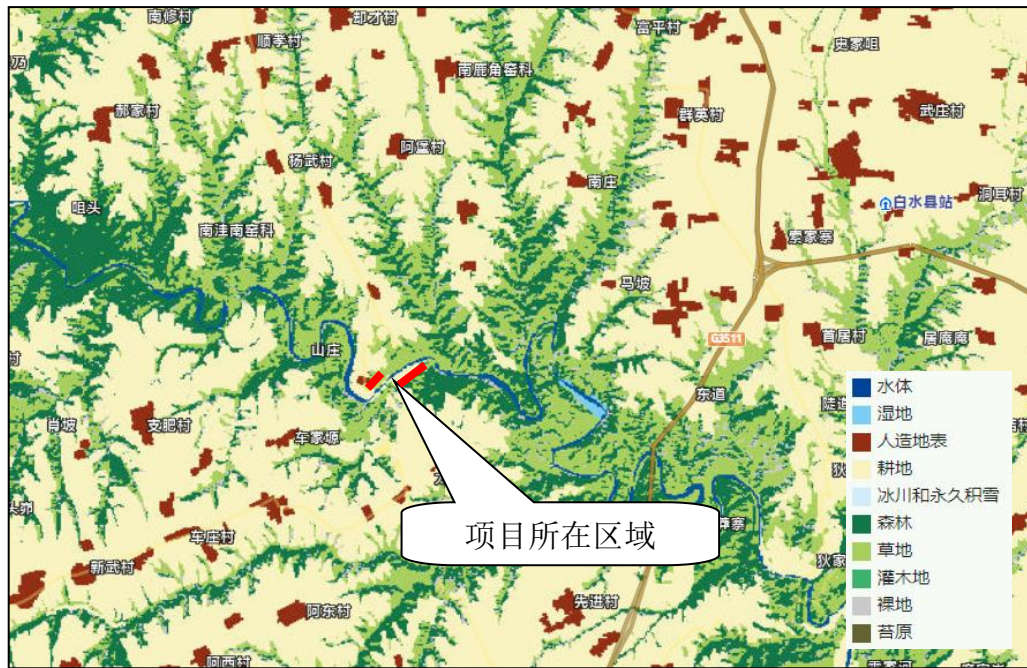 南修村
却才村
富平村
顺孝村
史家咀
乃
南鹿角窑科
郝家村
群英村
武庄村
阿堡村
杨武村
南庄
洞耳村
咀头
白水县站
南洼南窑科
索家寨
马坡
G3511
首居村
居庵庵
山庄
东道
水体
湿地
肖坡
支肥村
车家塬
人造地表
耕地
冰川和永久积雪
车庄村
项目所在区域
森林
草地
新武村
狄家
灌木地
阿东村
先进村
裸地
苔原
阿西村